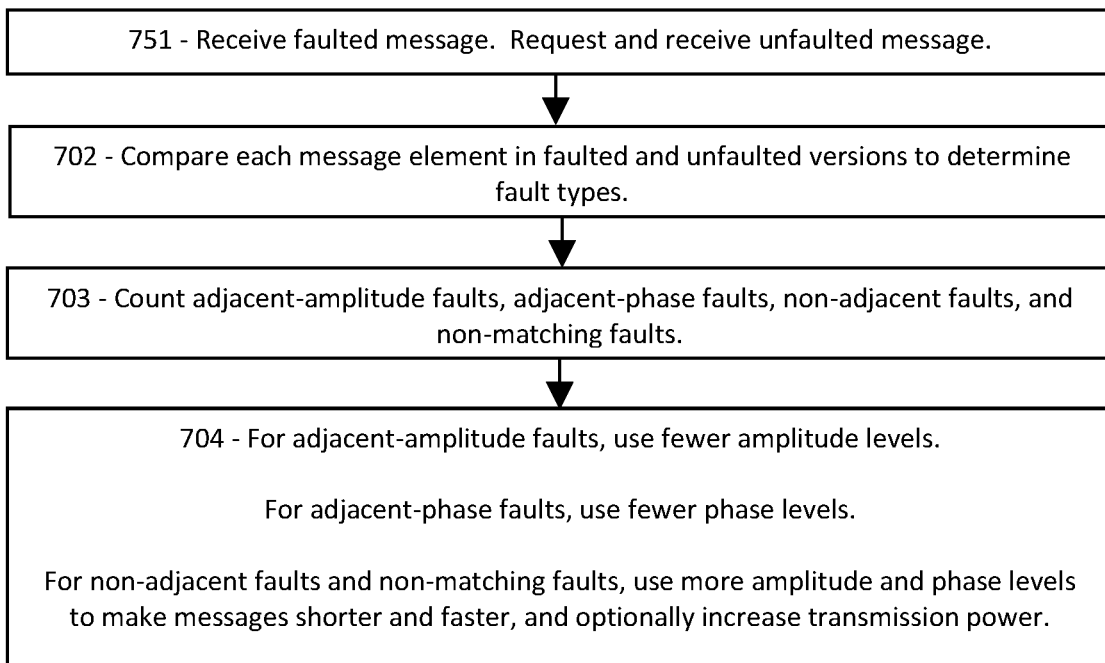 751 - Receive faulted message.  Request and receive unfaulted message.
702 - Compare each message element in faulted and unfaulted versions to determine
fault types.
703 - Count adjacent-amplitude faults, adjacent-phase faults, non-adjacent faults, and
non-matching faults.
704 - For adjacent-amplitude faults, use fewer amplitude levels.
For adjacent-phase faults, use fewer phase levels.
For non-adjacent faults and non-matching faults, use more amplitude and phase levels
to make messages shorter and faster, and optionally increase transmission power.